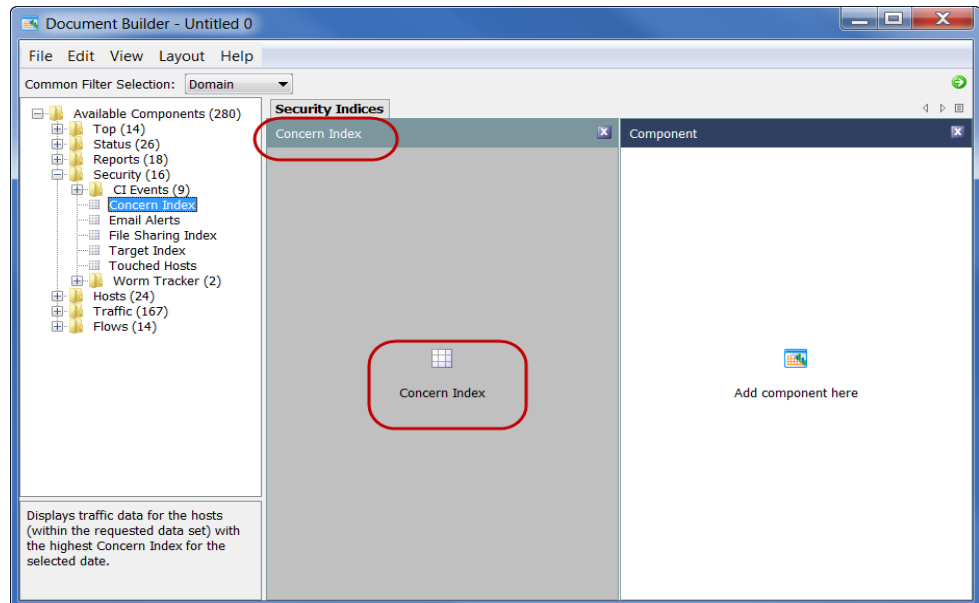 Document Builder - Untitled 0
File Edit View Layout Help
Common Filter Selection: Domain
Available Components (280)
Top (14)
Status (26)
Reports (18)
Security (16)
CI Events (9)
Concern Index
Email Alerts
File Sharing Index
Target Index
Touched Hosts
Worm Tracker (2)
Hosts (24)
Traffic (167)
Flows (14)
Displays traffic data for the hosts
(within the requested data set) with
the highest Concern Index for the
selected date.
Security Indices
Concern Index
Concern Index
Component
Add component here